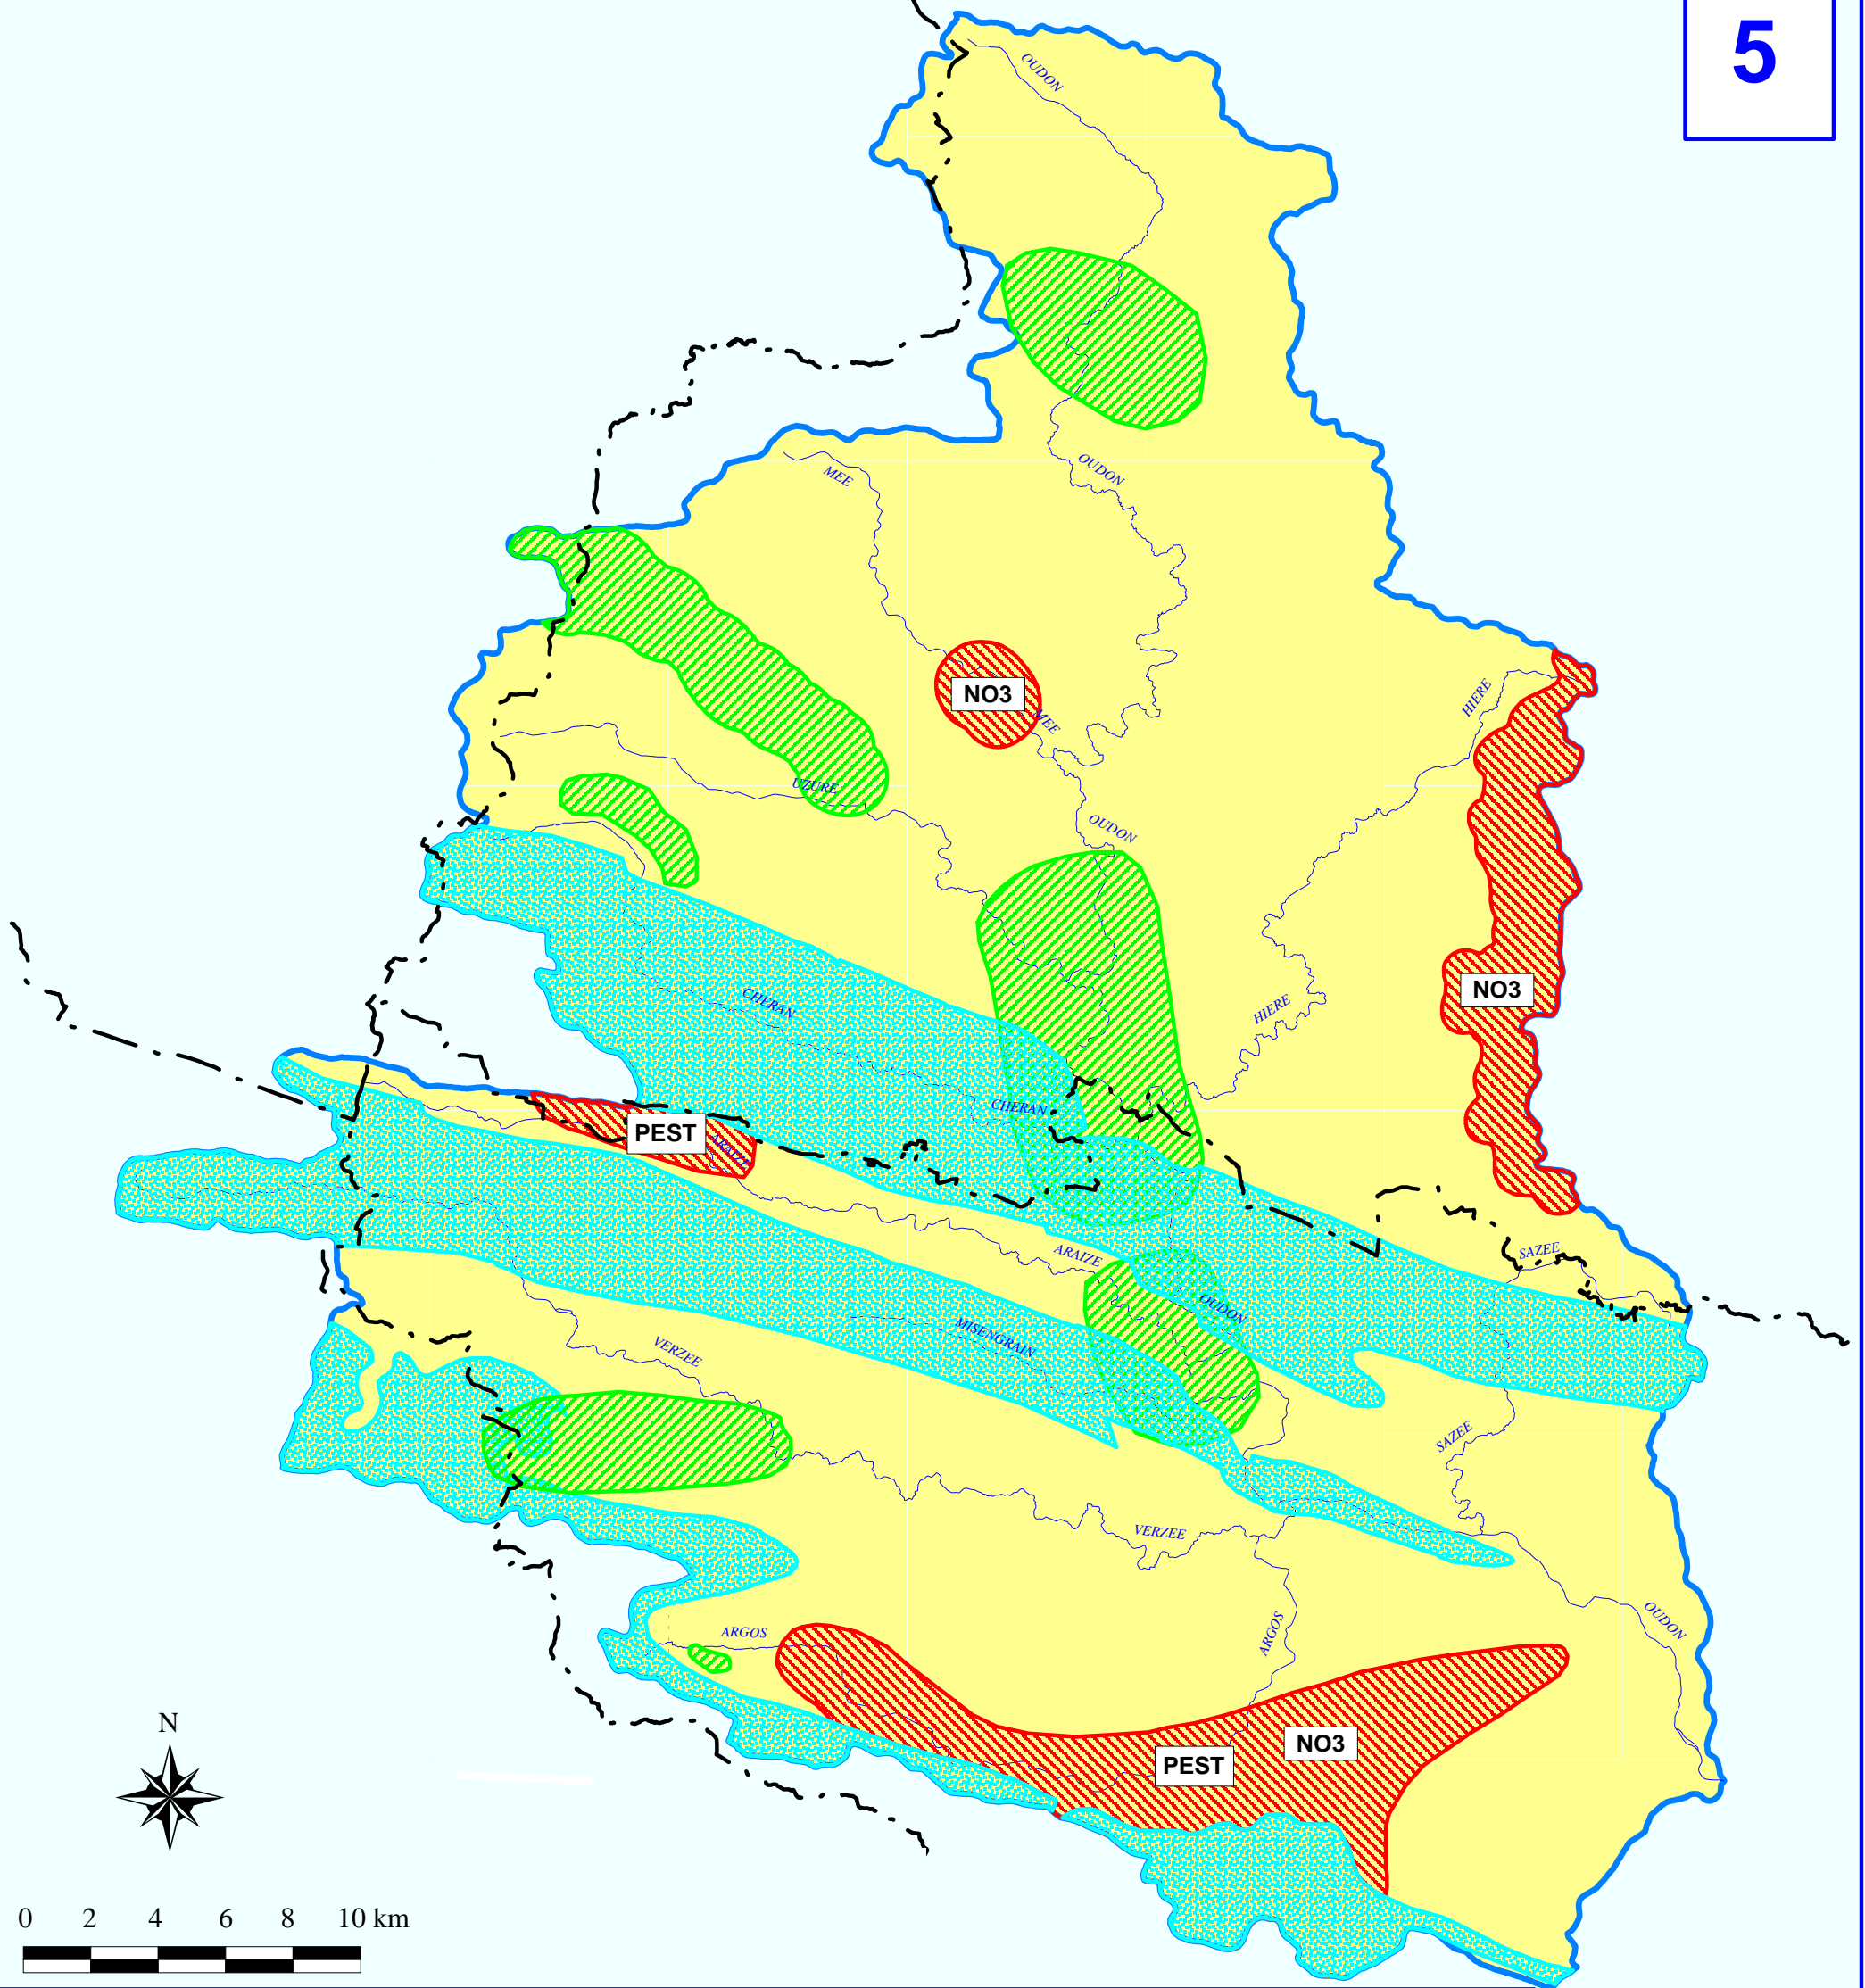 5
OUDON
OUDON
MEE
NO3
MEE
HIERE
UZURE
OUDON
NO3
CHERAN
HIERE
CHERAN
PEST
ARAIZE
ARAIZE
SAZEE
OUDON
MISENGRAIN
VERZEE
SAZEE
VERZEE
ARGOS
ARGOS
OUDON
NO3
PEST
N
0 2 4 6 8 10 km